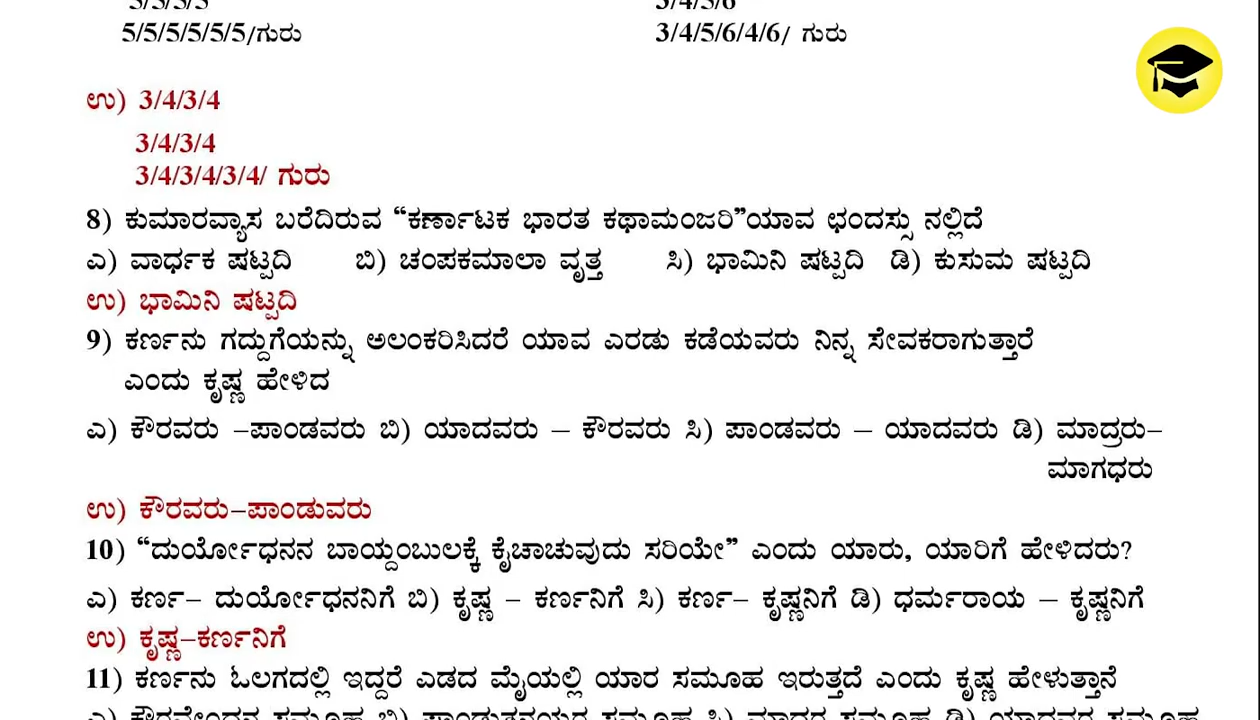 5/5/5/5/5/5/ಗುರು 3/4/5/6/4/6/ ಗುರು
ಉ) 3/4/3/4
3/4/3/4
3/4/3/4/3/4/ ಗುರು
8) ಕುಮಾರವ್ಯಾಸ ಬರೆದಿರುವ “ಕರ್ಣಾಟಕ ಭಾರತ ಕಥಾಮಂಜರಿ”ಯಾವ ಛಂದಸ್ಸು ನಲ್ಲಿದೆ
ಎ) ವಾರ್ಧಕ ಷಟ್ಪದಿ ಬಿ) ಚಂಪಕಮಾಲಾ ವೃತ್ತ ಸಿ) ಭಾಮಿನಿ ಷಟ್ಪದಿ ಡಿ) ಕುಸುಮ ಷಟ್ಪದಿ
ಉ) ಭಾಮಿನಿ ಷಟ್ಪದಿ
9) ಕರ್ಣನು ಗದ್ದುಗೆಯನ್ನು ಅಲಂಕರಿಸಿದರೆ ಯಾವ ಎರಡು ಕಡೆಯವರು ನಿನ್ನ ಸೇವಕರಾಗುತ್ತಾರೆ
ಎಂದು ಕೃಷ್ಣ ಹೇಳಿದ
ಎ) ಕೌರವರು –ಪಾಂಡವರು ಬಿ) ಯಾದವರು – ಕೌರವರು ಸಿ) ಪಾಂಡವರು – ಯಾದವರು ಡಿ) ಮಾದ್ರರು–
ಮಾಗಧರು
ಉ) ಕೌರವರು–ಪಾಂಡುವರು
10) “ದುರ್ಯೋಧನನ ಬಾಯ್ದಂಬುಲಕ್ಕೆ ಕೈಚಾಚುವುದು ಸರಿಯೇ” ಎಂದು ಯಾರು, ಯಾರಿಗೆ ಹೇಳಿದರು?
ಎ) ಕರ್ಣ– ದುರ್ಯೋಧನನಿಗೆ ಬಿ) ಕೃಷ್ಣ – ಕರ್ಣನಿಗೆ ಸಿ) ಕರ್ಣ– ಕೃಷ್ಣನಿಗೆ ಡಿ) ಧರ್ಮರಾಯ – ಕೃಷ್ಣನಿಗೆ
ಉ) ಕೃಷ್ಣ–ಕರ್ಣನಿಗೆ
11) ಕರ್ಣನು ಓಲಗದಲ್ಲಿ ಇದ್ದರೆ ಎಡದ ಮೈಯಲ್ಲಿ ಯಾರ ಸಮೂಹ ಇರುತ್ತದೆ ಎಂದು ಕೃಷ್ಣ ಹೇಳುತ್ತಾನೆ